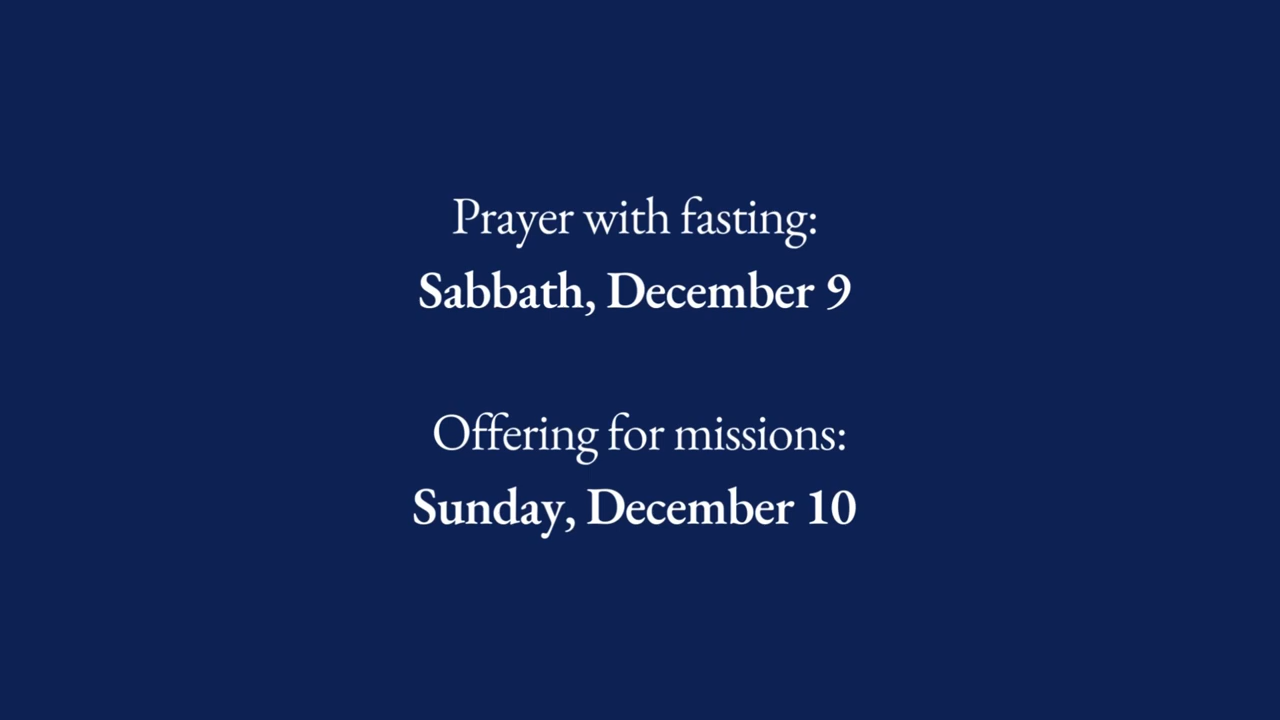 Prayer with fasting:
Sabbath, December 9
Offering for missions:
Sunday, December 10